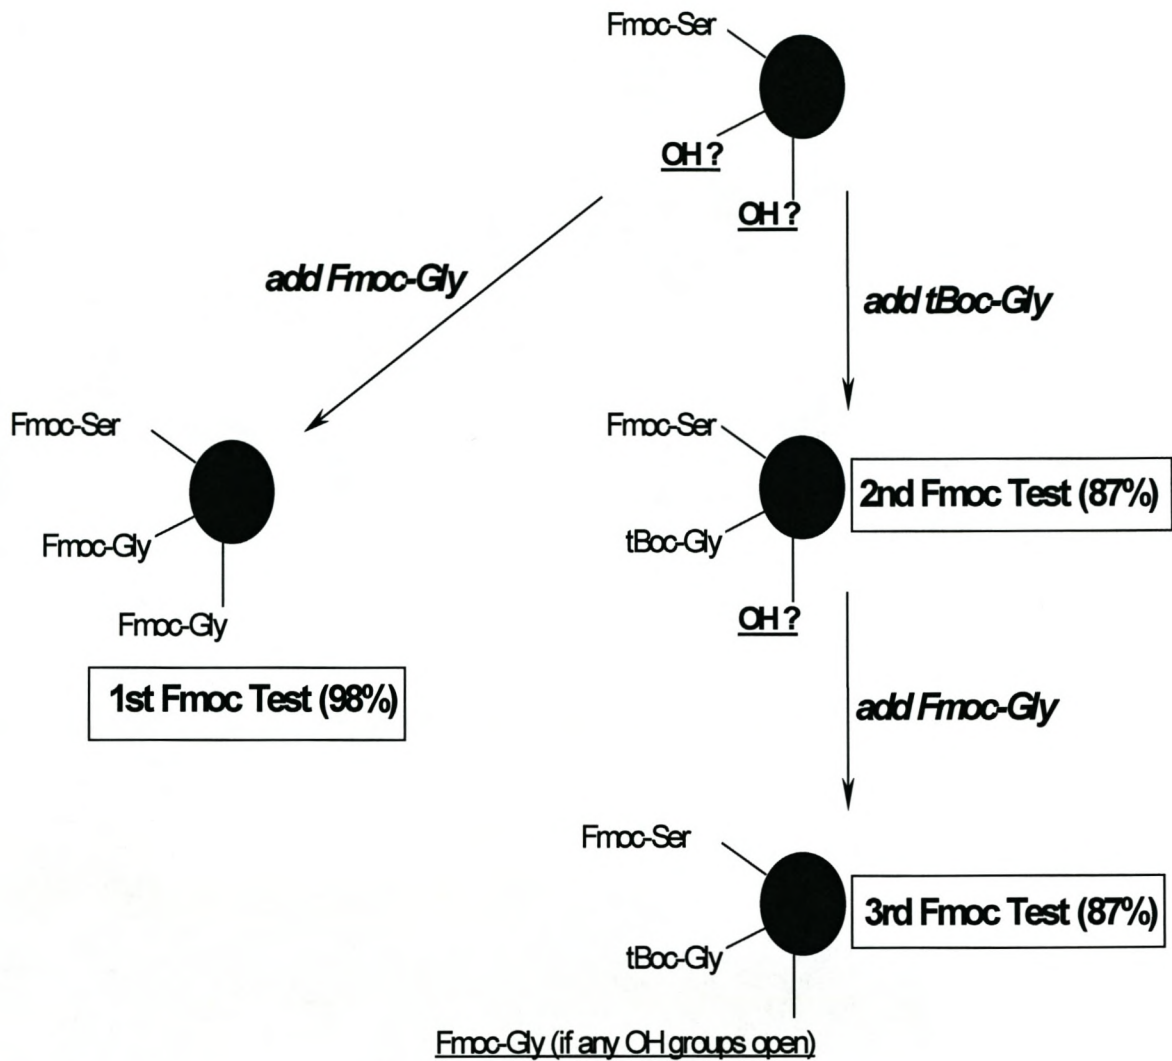 Fmoc-Ser
OH ?
OH ?
add Fmoc-Gly
add tBoc-Gly
Fmoc-Ser
Fmoc-Gly
Fmoc-Gly
1st Fmoc Test (98%)
Fmoc-Ser
tBoc-Gly
OH ?
2nd Fmoc Test (87%)
add Fmoc-Gly
Fmoc-Ser
tBoc-Gly
3rd Fmoc Test (87%)
Fmoc-Gly (if any OH groups open)